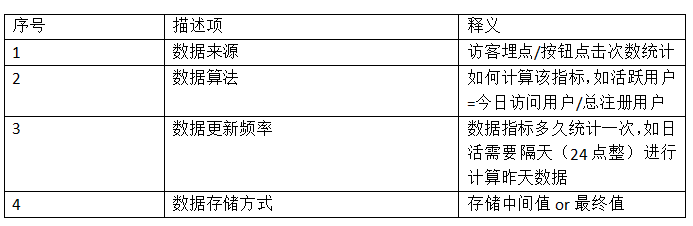 序号 描述项 释义
1 数据来源 访客埋点/按钮点击次数统计
2 数据算法 如何计算该指标，如活跃用户
=今日访问用户/总注册用户
3 数据更新频率 数据指标多久统计一次，如日
活需要隔天（24点整）进行
计算昨天数据
4 数据存储方式 存储中间值 or 最终值